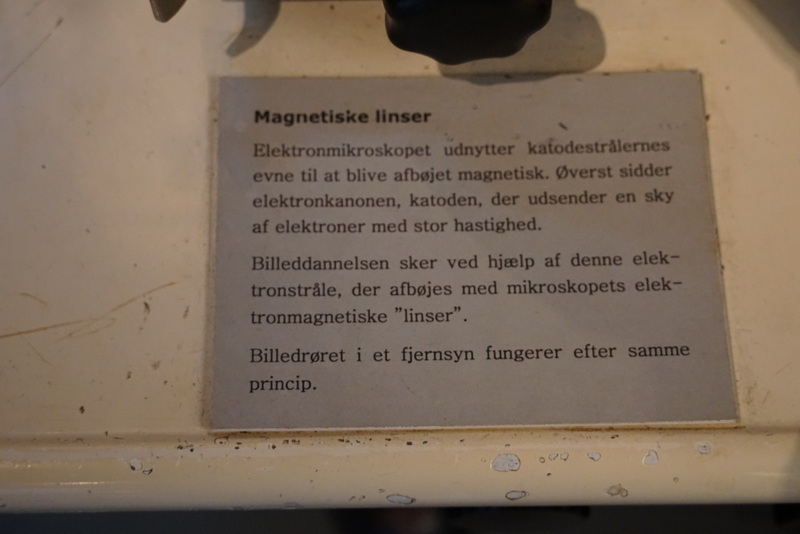 Magnetiske linser
Elektronmikroskopet udnytter katodestrålernes
evne til at blive afbøjet magnetisk. Øverst sidder
elektronkanonen, katoden, der udsender en sky
af elektroner med stor hastighed.
Billeddannelsen sker ved hjælp af denne elek-
tronstråle, der afbøjes med mikroskopets elek-
tronmagnetiske ”linser”.
Billedrøret i et fjernsyn fungerer efter samme
princip.